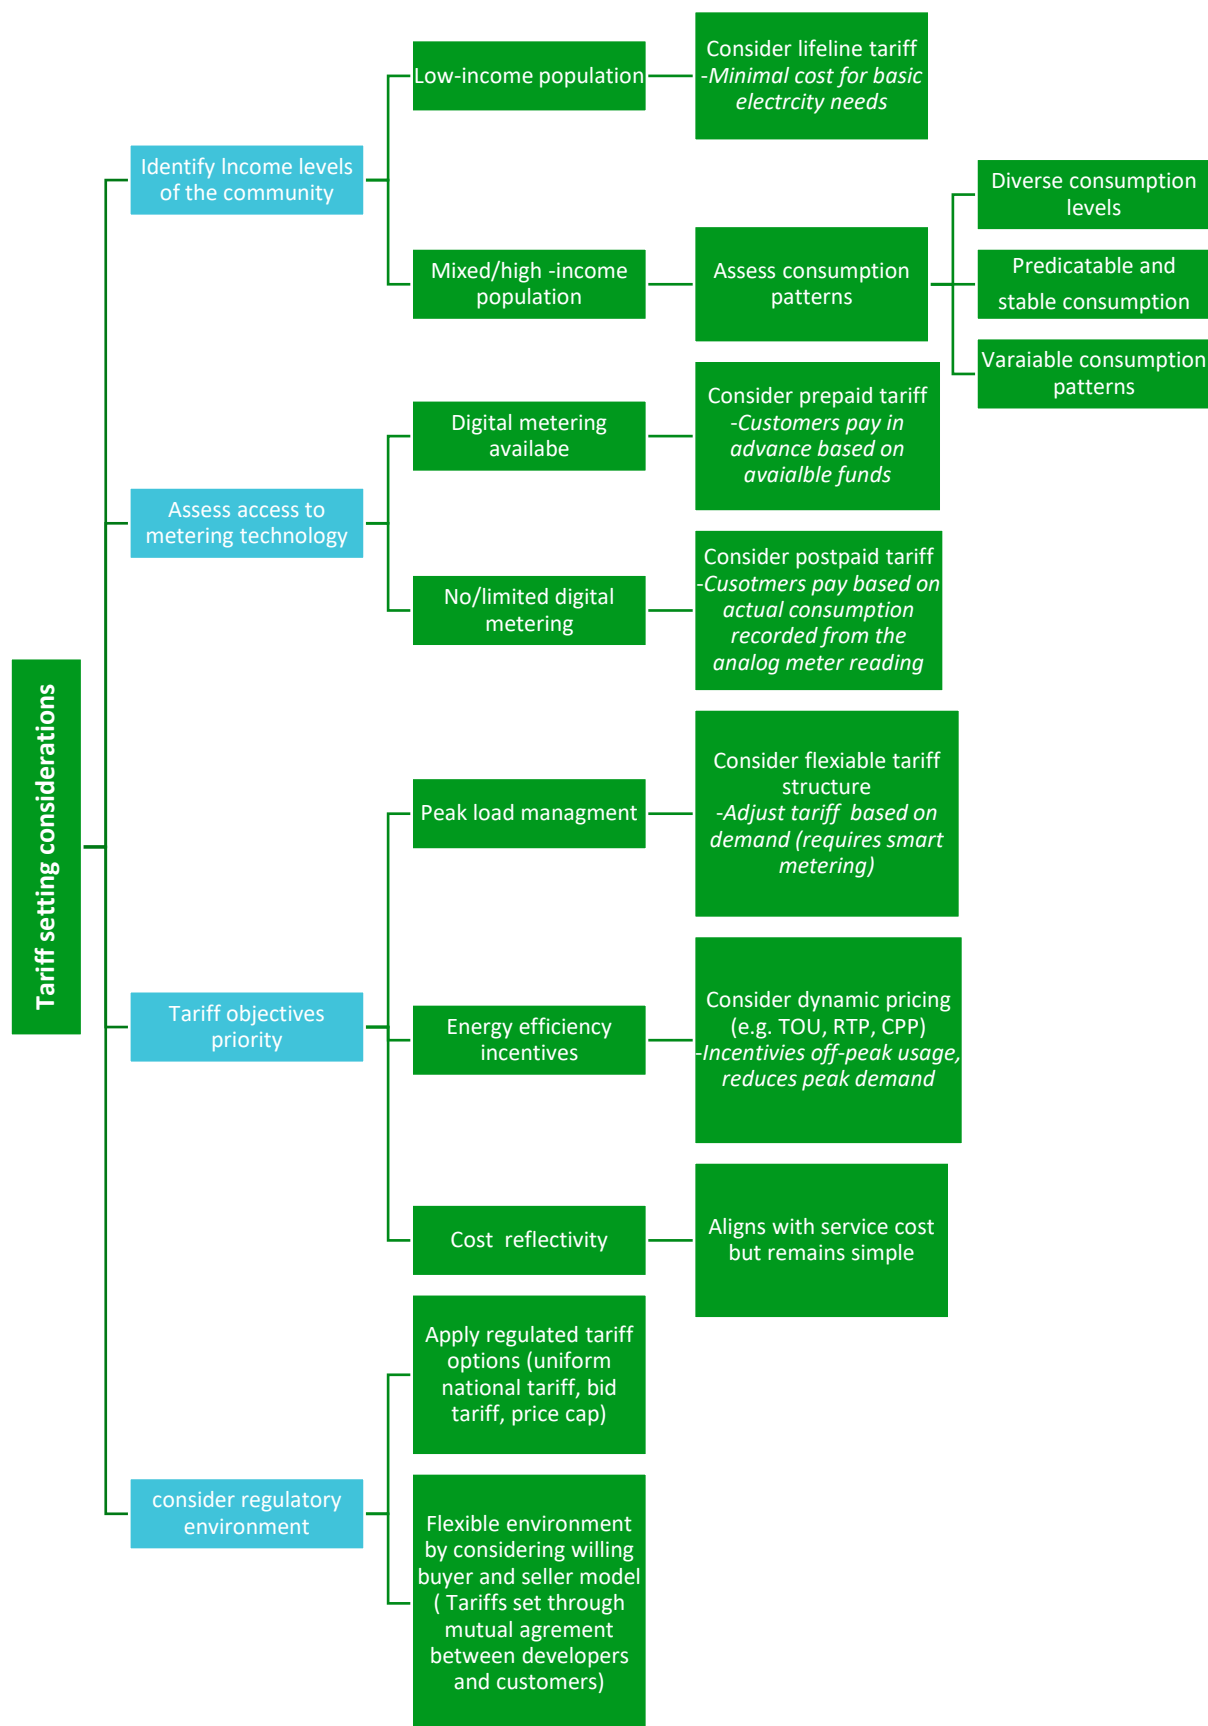 Tariff setting considerations
Identify Income levels
of the community
Low-income population
Consider lifeline tariff
-Minimal cost for basic
electrcity needs
Mixed/high -income
population
Assess consumption
patterns
Diverse consumption
levels
Predicatable and
stable consumption
Varaiable consumption
patterns
Assess access to
metering technology
Digital metering
availabe
Consider prepaid tariff
-Customers pay in
advance based on
avaialble funds
No/limited digital
metering
Consider postpaid tariff
-Cusotmers pay based on
actual consumption
recorded from the
analog meter reading
Tariff objectives
priority
Peak load managment
Consider flexiable tariff
structure
-Adjust tariff  based on
demand (requires smart
metering)
Energy efficiency
incentives
Consider dynamic pricing
(e.g. TOU, RTP, CPP)
-Incentivies off-peak usage,
reduces peak demand
Cost  reflectivity
Aligns with service cost
but remains simple
consider regulatory
environment
Apply regulated tariff
options (uniform
national tariff, bid
tariff, price cap)
Flexible environment
by considering willing
buyer and seller model
( Tariffs set through
mutual agrement
between developers
and customers)